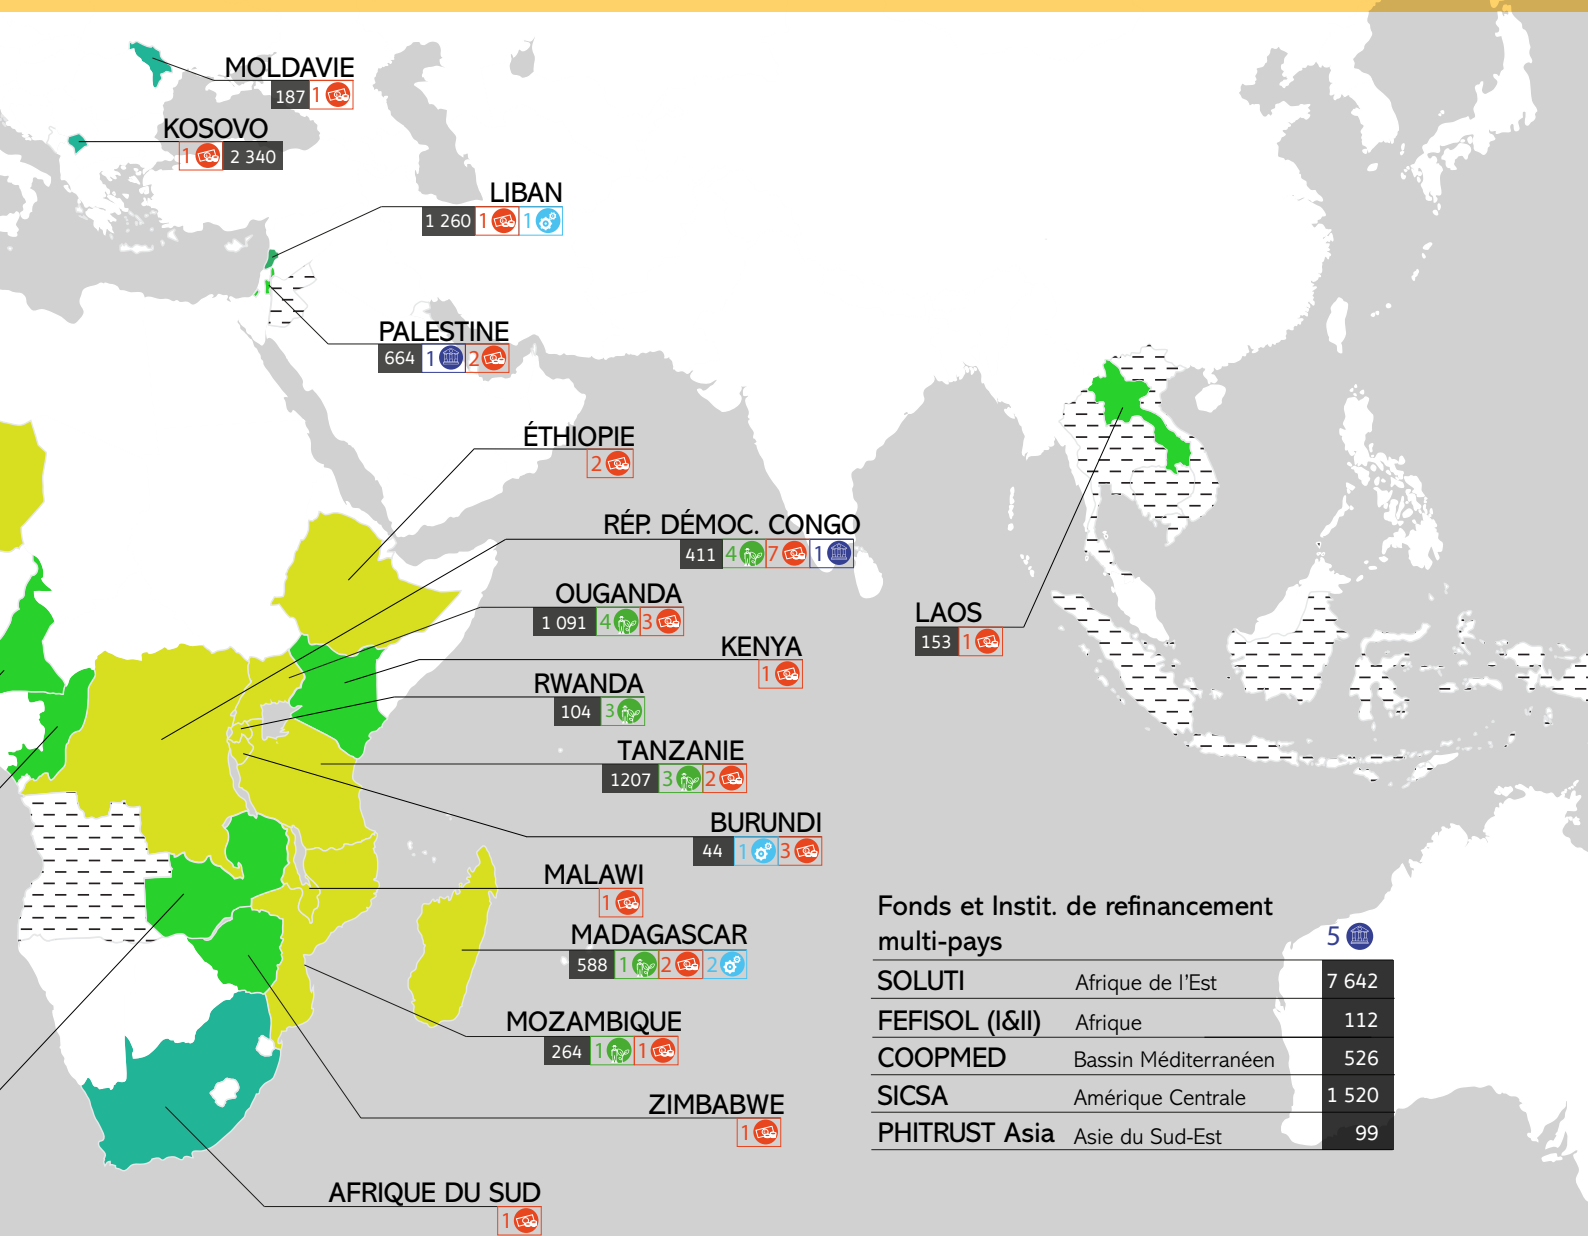 MOLDAVIE
187 1
KOSOVO
1 2 340
LIBAN
1 260 1 1
PALESTINE
664 1 2
ÉTHIOPIE
2
RÉP. DÉMOC. CONGO
411 4 7 1
OUGANDA
1 091 4 3
KENYA
1
RWANDA
104 3
TANZANIE
1207 3 2
BURUNDI
44 1 3
MALAWI
1
MADAGASCAR
588 1 2 2
MOZAMBIQUE
264 1 1
ZIMBABWE
1
AFRIQUE DU SUD
1
LAOS
153 1
Fonds et Instit. de refinancement
multi-pays 5
SOLUTI Afrique de l'Est 7 642
FEFISOL (I&II) Afrique 112
COOPMED Bassin Méditerranéen 526
SICSA Amérique Centrale 1 520
PHITRUST Asia Asie du Sud-Est 99